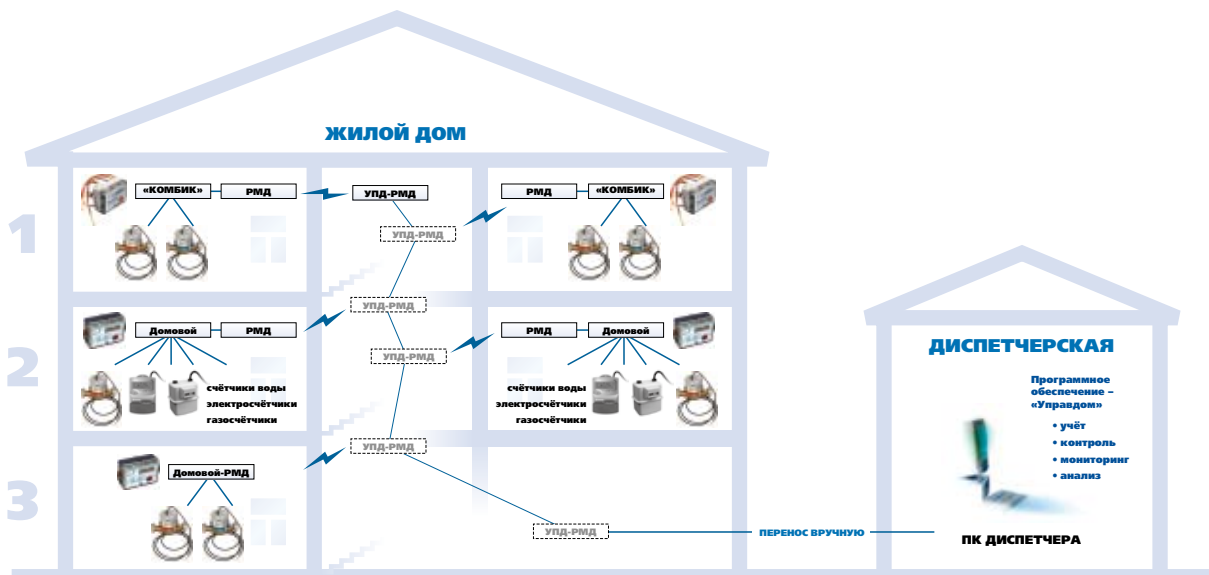 ЖИЛОЙ ДОМ
1
«КОМБИК»
РМД
УПД-РМД
РМД
«КОМБИК»
УПД-РМД
УПД-РМД
2
Домовой
РМД
РМД
Домовой
УПД-РМД
счётчики воды
электросчётчики
газосчётчики
счётчики воды
электросчётчики
газосчётчики
УПД-РМД
3
Домовой-РМД
УПД-РМД
ПЕРЕНОС ВРУЧНУЮ
ДИСПЕТЧЕРСКАЯ
Программное
обеспечение –
«Управдом»
• учёт
• контроль
• мониторинг
• анализ
ПК ДИСПЕТЧЕРА